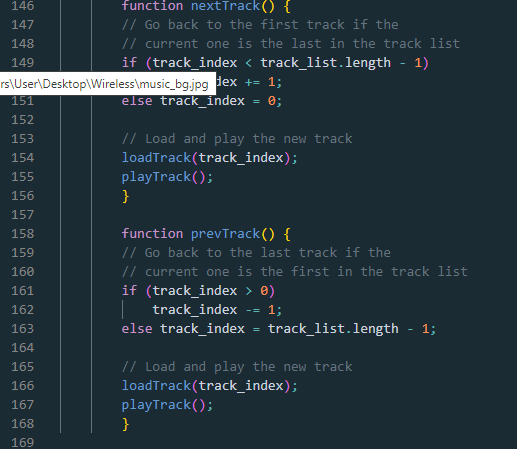 146 function nextTrack() {
147 // Go back to the first track if the
148 // current one is the last in the track list
149 if (track_index < track_list.length - 1)
rs\User\Desktop\Wireless\music_bg.jpg dex += 1;
151 else track_index = 0;
152
153 // Load and play the new track
154 loadTrack(track_index);
155 playTrack();
156 }
157
158 function prevTrack() {
159 // Go back to the last track if the
160 // current one is the first in the track list
161 if (track_index > 0)
162 track_index -= 1;
163 else track_index = track_list.length - 1;
164
165 // Load and play the new track
166 loadTrack(track_index);
167 playTrack();
168 }
169